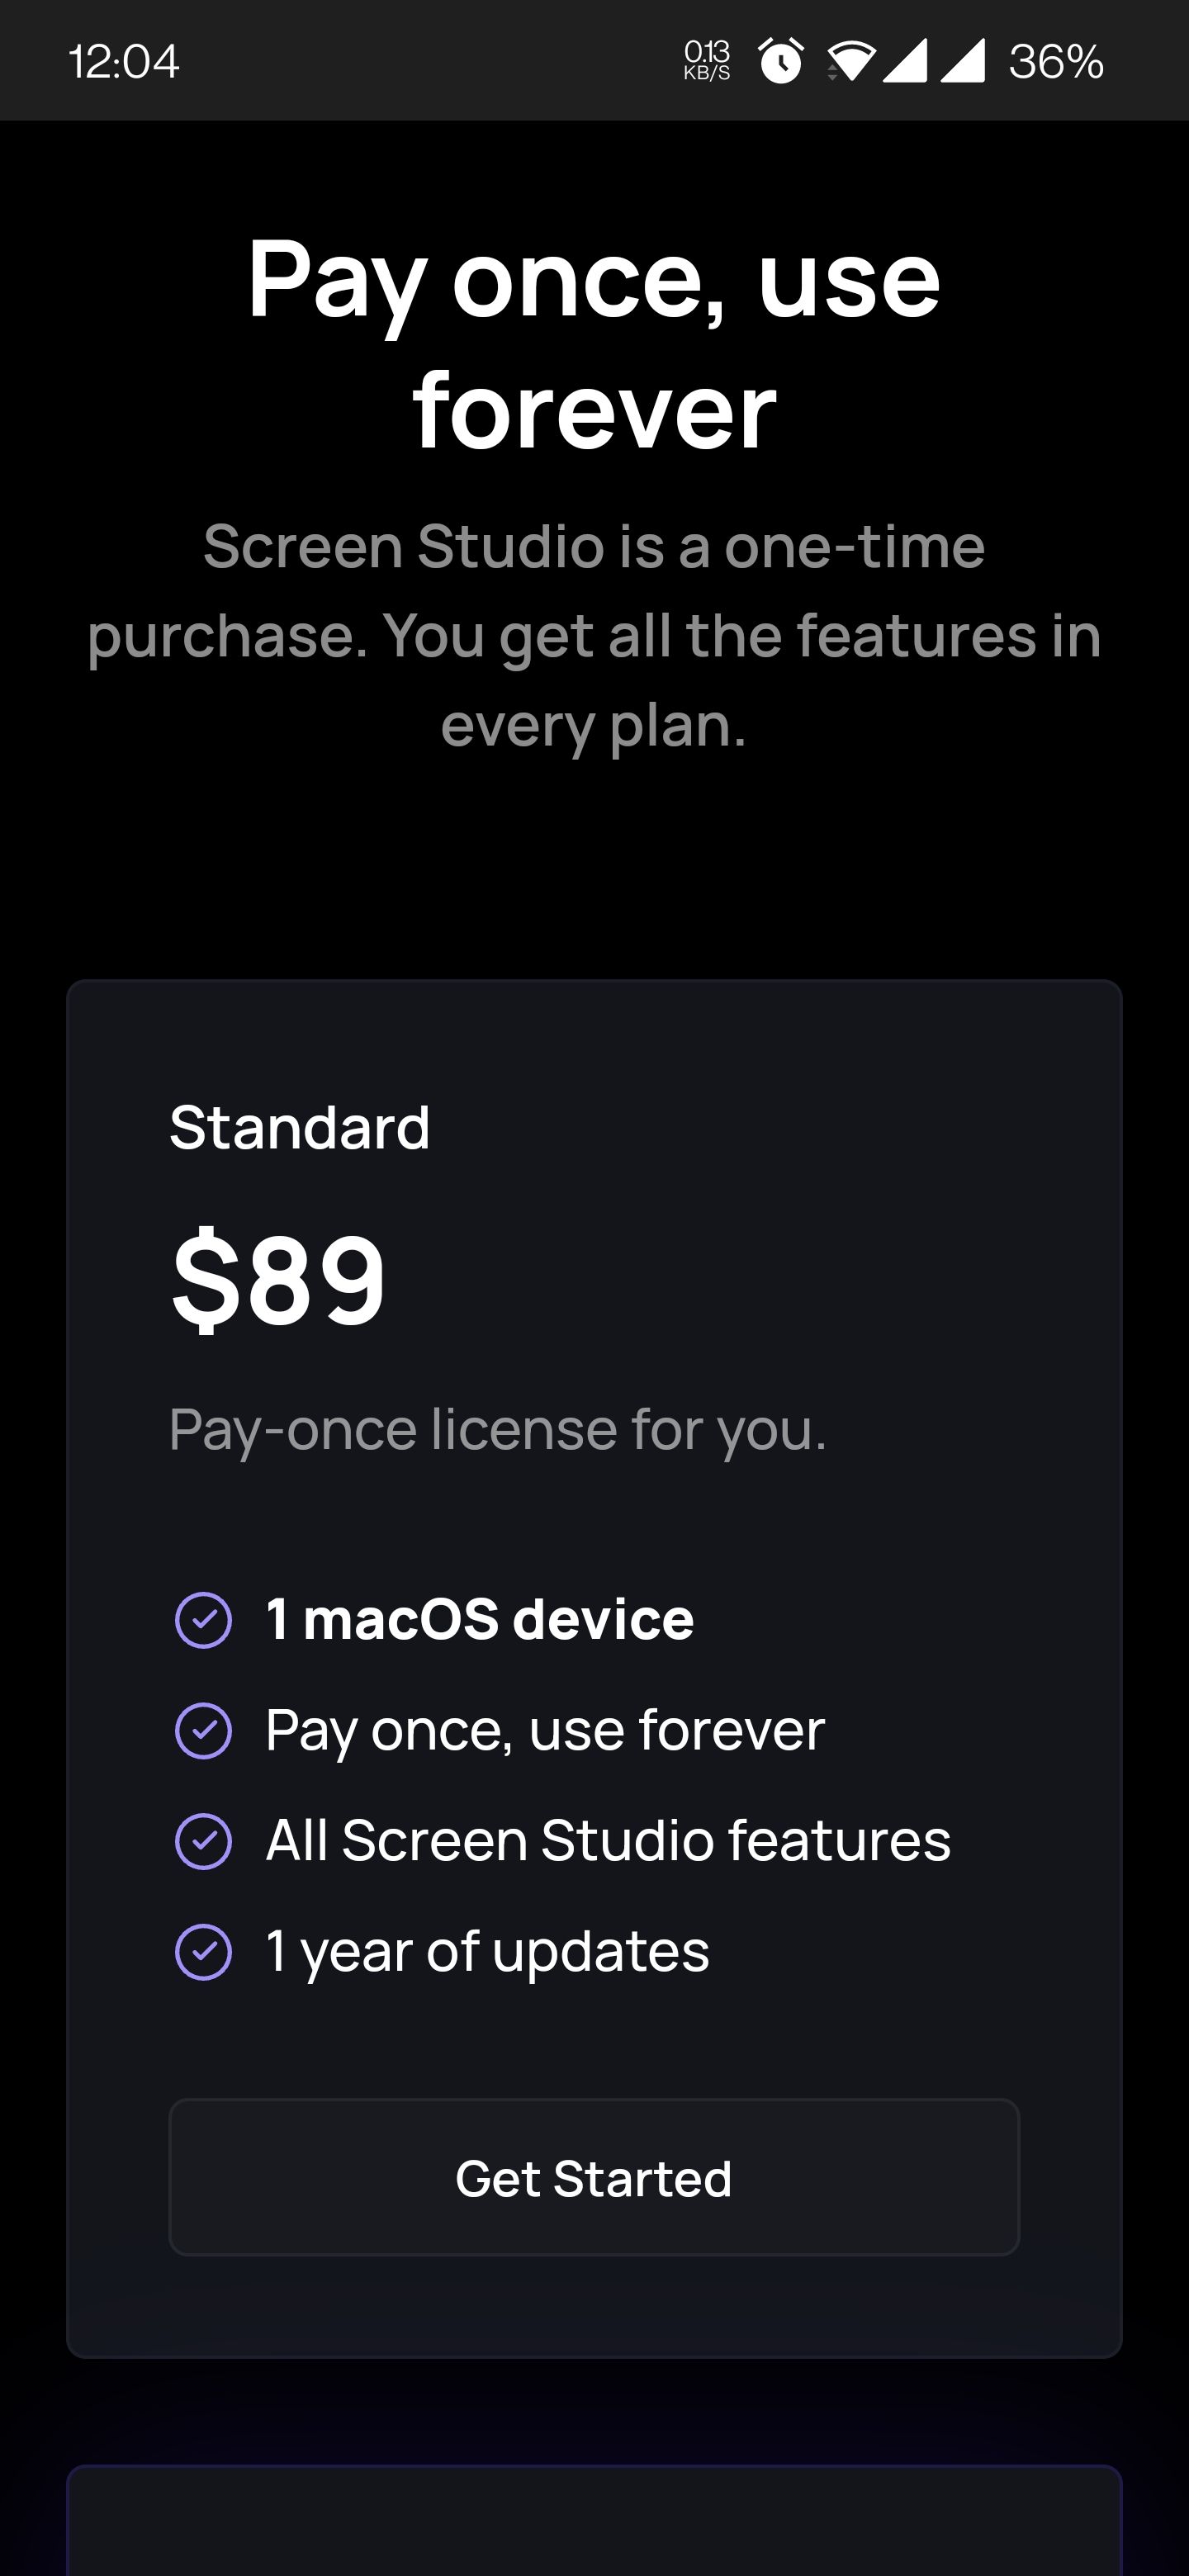 12:04
0.13
KB/S
36%
Pay once, use
forever
Screen Studio is a one-time
purchase. You get all the features in
every plan.
Standard
$89
Pay-once license for you.
1 macOS device
Pay once, use forever
All Screen Studio features
1 year of updates
Get Started